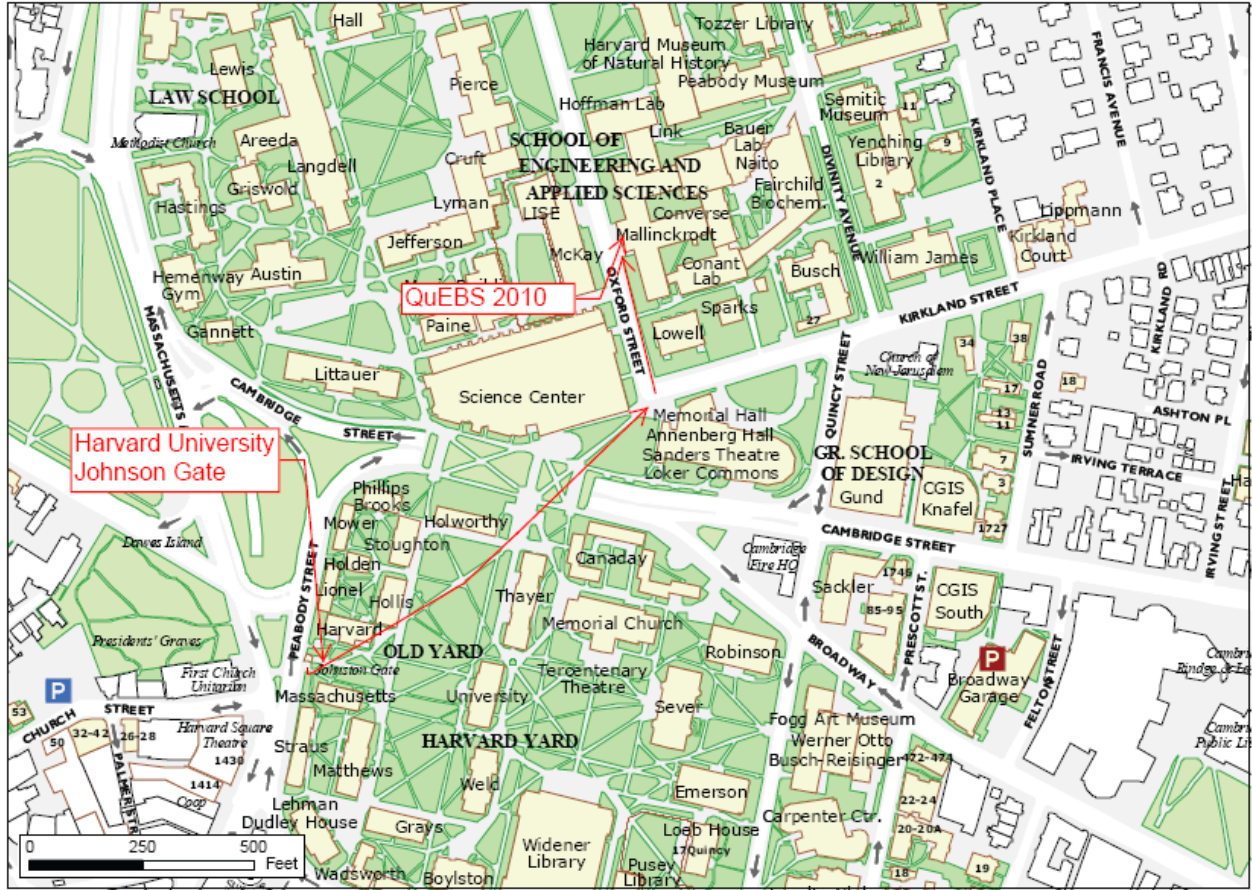 Hall
Tozzer Library
Harvard Museum
of Natural History
Peabody Museum
Lewis
LAW SCHOOL
Pierce
Hoffman Lab
Semitic
Museum
11
Methodist Church
Areeda
Langdell
Cruft
SCHOOL OF
ENGINEERING AND
APPLIED SCIENCES
Link
Bauer
Lab
Naito
Yenching
Library
9
2
KIRKLAND PLACE
FRANCIS AVENUE
DIVINITY AVENUE
Griswold
Hastings
Lyman
LISE
Fairchild
Biochem.
Converse
Mallinckrodt
Lippmann
Kirkland
Court
Jefferson
McKay
Conant
Lab
Busch
William James
Hemenway
Gym
Austin
QuEBS 2010
OXFORD STREET
Sparks
27
KIRKLAND STREET
KIRKLAND RD
MASSACHUSETTS A
Gannett
Paine
Lowell
Littauer
Science Center
QUINCY STREET
Church of
New Jerusalem
34
38
17
18
13
11
SUMNER ROAD
ASHTON PL
CAMBRIDGE
STREET
Memorial Hall
Annenberg Hall
Sanders Theatre
Loker Commons
Harvard University
Johnson Gate
GR. SCHOOL
OF DESIGN
Gund
CGIS
Knafel
7
3
1727
IRVING TERRACE
IRVING STREET
Ha
Phillips
Brooks
Mower
Stoughton
Holworthy
Dawes Island
Holden
Lionel
Hollis
Canaday
Cambridge
Fire HQ
CAMBRIDGE STREET
PEABODY STREET
Thayer
Sackler
1746
85-95
PRESCOTT ST.
CGIS
South
Harvard
Presidents' Graves
OLD YARD
Memorial Church
Robinson
BROADWAY
P
Broadway
Garage
FELTON STREET
Cambri
Rindge & La
First Church
Unitarian
Johnston Gate
Massachusetts
University
Tercentenary
Theatre
P
CHURCH
STREET
53
50
32-42
26-28
Harvard Square
Theatre
1430
1414
Coop
PALMER STR
Straus
Matthews
HARVARD YARD
Sever
Fogg Art Museum
Werner Otto
Busch-Reisinger
472-474
Cambri
Public Lib
Weld
Emerson
22-24
20-20A
Carpenter Ctr.
Lehman
Dudley House
Grays
Widener
Library
Loeb House
17Quincy
Pusey
Library
18
19
Wadsworth
Boylston
0 250 500
Feet